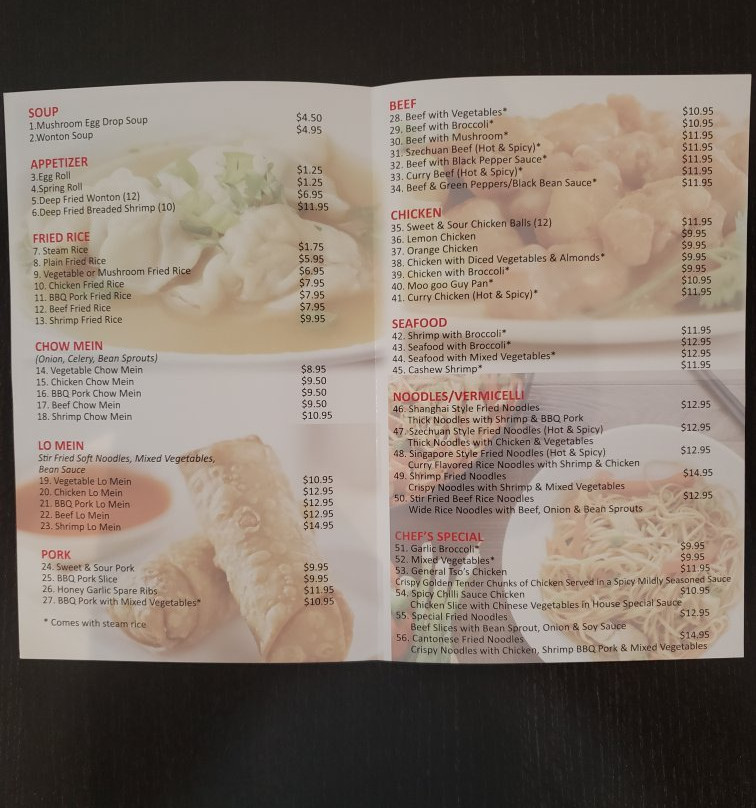 SOUP
1.Mushroom Egg Drop Soup $4.50
2.Wonton Soup $4.95
APPETIZER
3.Egg Roll $1.25
4.Spring Roll $1.25
5.Deep Fried Wonton (12) $6.95
6.Deep Fried Breaded Shrimp (10) $11.95
FRIED RICE
7. Steam Rice $1.75
8. Plain Fried Rice $5.95
9. Vegetable or Mushroom Fried Rice $6.95
10. Chicken Fried Rice $7.95
11. BBQ Pork Fried Rice $7.95
12. Beef Fried Rice $7.95
13. Shrimp Fried Rice $9.95
CHOW MEIN
(Onion, Celery, Bean Sprouts)
14. Vegetable Chow Mein $8.95
15. Chicken Chow Mein $9.50
16. BBQ Pork Chow Mein $9.50
17. Beef Chow Mein $9.50
18. Shrimp Chow Mein $10.95
LO MEIN
Stir Fried Soft Noodles, Mixed Vegetables,
Bean Sauce
19. Vegetable Lo Mein $10.95
20. Chicken Lo Mein $12.95
21. BBQ Pork Lo Mein $12.95
22. Beef Lo Mein $12.95
23. Shrimp Lo Mein $14.95
PORK
24. Sweet & Sour Pork $9.95
25. BBQ Pork Slice $9.95
26. Honey Garlic Spare Ribs $11.95
27. BBQ Pork with Mixed Vegetables* $10.95
* Comes with steam rice
BEEF
28. Beef with Vegetables* $10.95
29. Beef with Broccoli* $10.95
30. Beef with Mushroom* $11.95
31. Szechuan Beef (Hot & Spicy)* $11.95
32. Beef with Black Pepper Sauce* $11.95
33. Curry Beef (Hot & Spicy)* $11.95
34. Beef & Green Peppers/Black Bean Sauce* $11.95
CHICKEN
35. Sweet & Sour Chicken Balls (12) $11.95
36. Lemon Chicken $9.95
37. Orange Chicken $9.95
38. Chicken with Diced Vegetables & Almonds* $9.95
39. Chicken with Broccoli* $9.95
40. Moo goo Guy Pan* $10.95
41. Curry Chicken (Hot & Spicy)* $11.95
SEAFOOD
42. Shrimp with Broccoli* $11.95
43. Seafood with Broccoli* $12.95
44. Seafood with Mixed Vegetables* $12.95
45. Cashew Shrimp* $11.95
NOODLES/VERMICELLI
46. Shanghai Style Fried Noodles $12.95
Thick Noodles with Shrimp & BBQ Pork
47. Szechuan Style Fried Noodles (Hot & Spicy) $12.95
Thick Noodles with Chicken & Vegetables
48. Singapore Style Fried Noodles (Hot & Spicy) $12.95
Curry Flavored Rice Noodles with Shrimp & Chicken
49. Shrimp Fried Noodles $14.95
Crispy Noodles with Shrimp & Mixed Vegetables
50. Stir Fried Beef Rice Noodles $12.95
Wide Rice Noodles with Beef, Onion & Bean Sprouts
CHEF'S SPECIAL
51. Garlic Broccoli* $9.95
52. Mixed Vegetables* $9.95
53. General Tso's Chicken $11.95
Crispy Golden Tender Chunks of Chicken Served in a Spicy Mildly Seasoned Sauce
54. Spicy Chilli Sauce Chicken $10.95
Chicken Slice with Chinese Vegetables in House Special Sauce
55. Special Fried Noodles $12.95
Beef Slices with Bean Sprout, Onion & Soy Sauce
56. Cantonese Fried Noodles $14.95
Crispy Noodles with Chicken, Shrimp BBQ Pork & Mixed Vegetables